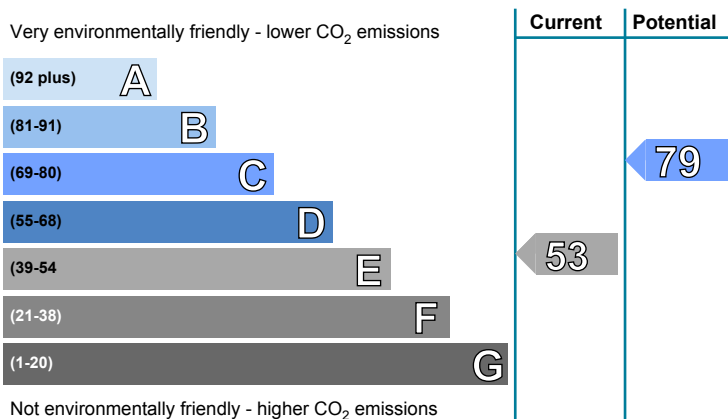 Very environmentally friendly - lower CO2 emissions
Current
Potential
(92 plus) A
(81-91) B
(69-80) C
79
(55-68) D
(39-54 E
53
(21-38) F
(1-20) G
Not environmentally friendly - higher CO2 emissions